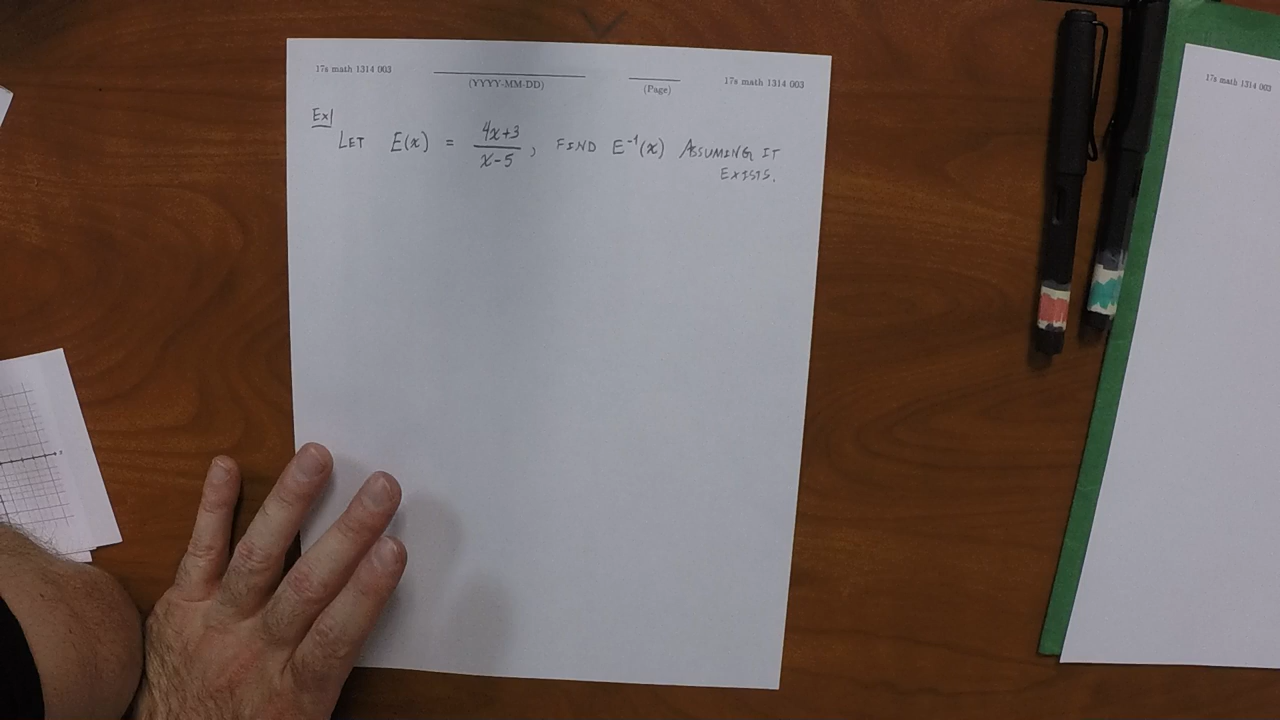 17s math 1314 003
(YYYY-MM-DD)
(Page)
17s math 1314 003
Ex1
LET E(x) = \frac{4x+3}{x-5}, FIND E⁻¹(x) ASSUMING IT
EXISTS.
17s math 1314 003